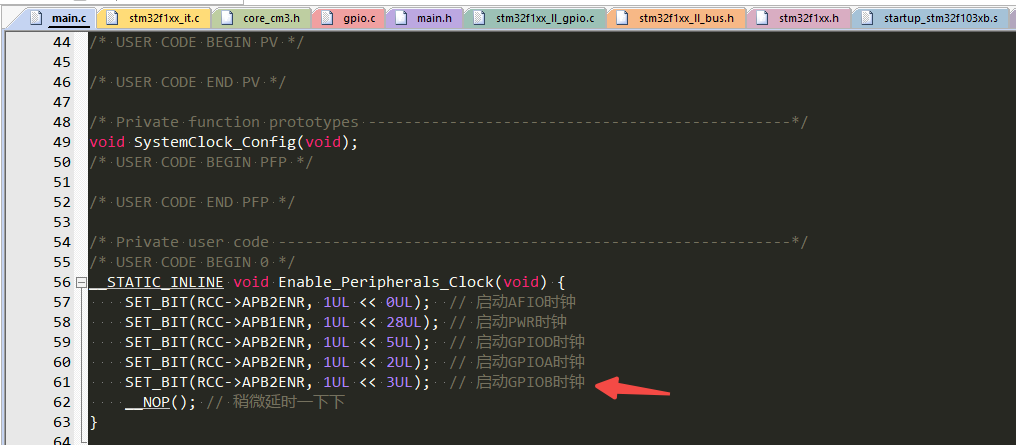 main.c stm32f1xx_it.c core_cm3.h gpio.c main.h stm32f1xx_ll_gpio.c stm32f1xx_ll_bus.h stm32f1xx.h startup_stm32f103xb.s
44 /* USER CODE BEGIN PV */
45
46 /* USER CODE END PV */
47
48 /* Private function prototypes -----------------------------------------------*/
49 void SystemClock_Config(void);
50 /* USER CODE BEGIN PFP */
51
52 /* USER CODE END PFP */
53
54 /* Private user code ---------------------------------------------------------*/
55 /* USER CODE BEGIN 0 */
56 __STATIC_INLINE void Enable_Peripherals_Clock(void) {
57 SET_BIT(RCC->APB2ENR, 1UL << 0UL); // 启动AFIO时钟
58 SET_BIT(RCC->APB1ENR, 1UL << 28UL); // 启动PWR时钟
59 SET_BIT(RCC->APB2ENR, 1UL << 5UL); // 启动GPIOD时钟
60 SET_BIT(RCC->APB2ENR, 1UL << 2UL); // 启动GPIOA时钟
61 SET_BIT(RCC->APB2ENR, 1UL << 3UL); // 启动GPIOB时钟
62 __NOP(); // 稍微延时一下下
63 }
64